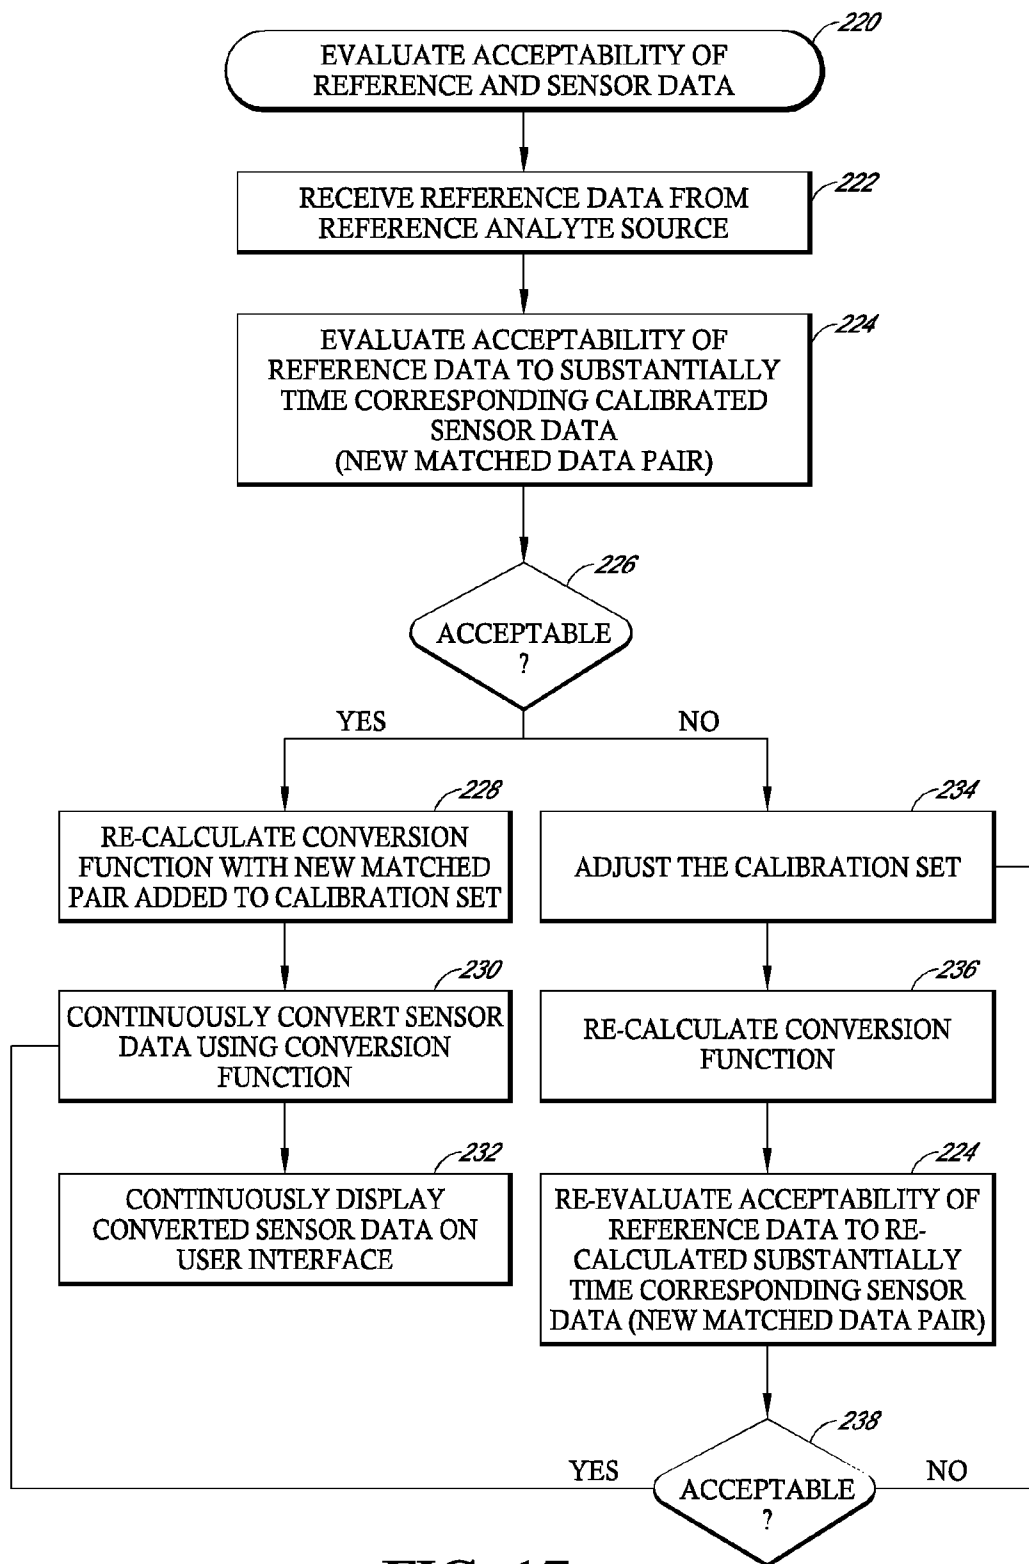 220
EVALUATE ACCEPTABILITY OF
REFERENCE AND SENSOR DATA
222
RECEIVE REFERENCE DATA FROM
REFERENCE ANALYTE SOURCE
224
EVALUATE ACCEPTABILITY OF
REFERENCE DATA TO SUBSTANTIALLY
TIME CORRESPONDING CALIBRATED
SENSOR DATA
(NEW MATCHED DATA PAIR)
226
ACCEPTABLE
?
YES
NO
228
RE-CALCULATE CONVERSION
FUNCTION WITH NEW MATCHED
PAIR ADDED TO CALIBRATION SET
234
ADJUST THE CALIBRATION SET
230
CONTINUOUSLY CONVERT SENSOR
DATA USING CONVERSION
FUNCTION
236
RE-CALCULATE CONVERSION
FUNCTION
232
CONTINUOUSLY DISPLAY
CONVERTED SENSOR DATA ON
USER INTERFACE
224
RE-EVALUATE ACCEPTABILITY OF
REFERENCE DATA TO RE-
CALCULATED SUBSTANTIALLY
TIME CORRESPONDING SENSOR
DATA (NEW MATCHED DATA PAIR)
238
YES
ACCEPTABLE
?
NO